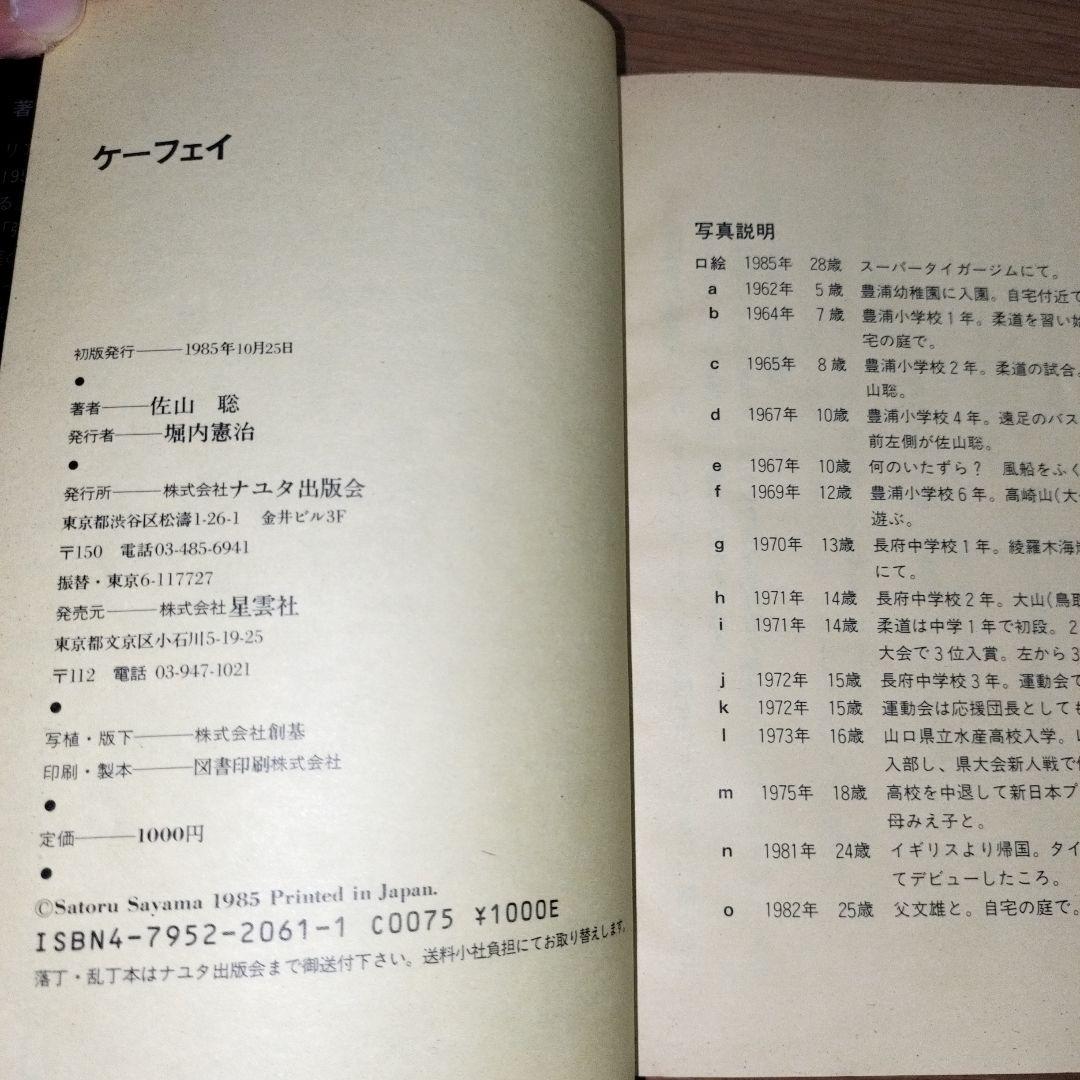 ケーフェイ
初版発行――1985年10月25日
●
著者――佐山 聡
発行者――堀内憲治
●
発行所――株式会社ナユタ出版会
東京都渋谷区松濤1-26-1 金井ビル3F
〒150 電話03-485-6941
振替・東京6-117727
発売元――株式会社星雲社
東京都文京区小石川5-19-25
〒112 電話 03-947-1021
●
写植・版下――株式会社創基
印刷・製本――図書印刷株式会社
●
定価――1000円
●
©Satoru Sayama 1985 Printed in Japan.
ISBN4-7952-2061-1 C0075 ¥1000E
落丁・乱丁本はナユタ出版会まで御送付下さい。送料小社負担にてお取り替えします。
写真説明
口絵 1985年 28歳 スーパータイガージムにて。
a 1962年 5歳 豊浦幼稚園に入園。自宅付近で
b 1964年 7歳 豊浦小学校1年。柔道を習い始
宅の庭で。
c 1965年 8歳 豊浦小学校2年。柔道の試合。
山聡。
d 1967年 10歳 豊浦小学校4年。遠足のバス
前左側が佐山聡。
e 1967年 10歳 何のいたずら？ 風船をふく
f 1969年 12歳 豊浦小学校6年。高崎山(大
遊ぶ。
g 1970年 13歳 長府中学校1年。綾羅木海
にて。
h 1971年 14歳 長府中学校2年。大山(鳥取
i 1971年 14歳 柔道は中学1年で初段。2
大会で3位入賞。左から3
j 1972年 15歳 長府中学校3年。運動会で
k 1972年 15歳 運動会は応援団長としても
l 1973年 16歳 山口県立水産高校入学。
入部し、県大会新人戦で
m 1975年 18歳 高校を中退して新日本プ
母みえ子と。
n 1981年 24歳 イギリスより帰国。タイ
てデビューしたころ。
o 1982年 25歳 父文雄と。自宅の庭で。